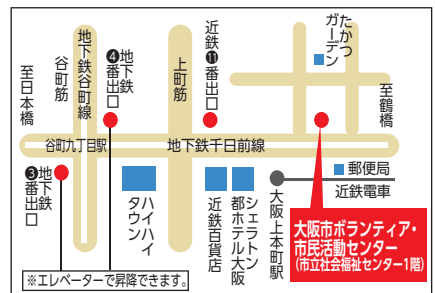 至日本橋
谷町筋
地下鉄谷町線
地下鉄
❹番出口
上町筋
近鉄⓫番出口
たかつ
ガーデン
至鶴橋
谷町九丁目駅
地下鉄千日前線
地下鉄
❸番出口
ハイハイ
タウン
近鉄百貨店
シェラトン
都ホテル大阪
大阪上本町駅
郵便局
近鉄電車
大阪市ボランティア・
市民活動センター
(市立社会福祉センター1階)
※エレベーターで昇降できます。